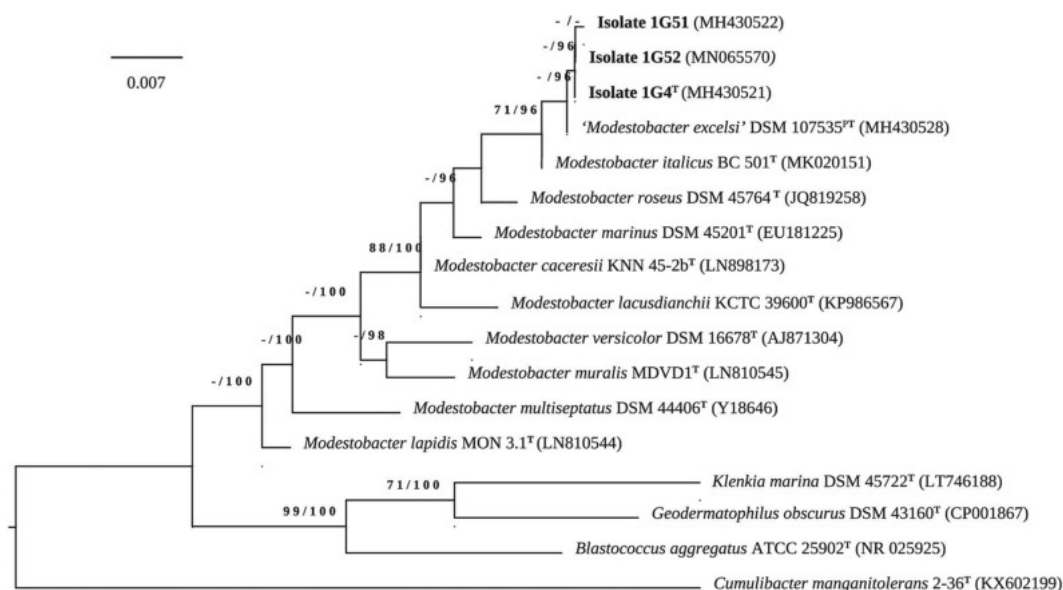 - / -
Isolate 1G51 (MH430522)
0.007
-/96
Isolate 1G52 (MN065570)
-/96
Isolate 1G4ᵀ (MH430521)
71/96
‘Modestobacter excelsi’ DSM 107535ᴾᵀ (MH430528)
Modestobacter italicus BC 501ᵀ (MK020151)
-/96
Modestobacter roseus DSM 45764ᵀ (JQ819258)
Modestobacter marinus DSM 45201ᵀ (EU181225)
88/100
Modestobacter caceresii KNN 45-2bᵀ (LN898173)
-/100
Modestobacter lacusdianchii KCTC 39600ᵀ (KP986567)
-/100
-/98
Modestobacter versicolor DSM 16678ᵀ (AJ871304)
Modestobacter muralis MDVD1ᵀ (LN810545)
-/100
Modestobacter multiseptatus DSM 44406ᵀ (Y18646)
Modestobacter lapidis MON 3.1ᵀ (LN810544)
71/100
Klenkia marina DSM 45722ᵀ (LT746188)
99/100
Geodermatophilus obscurus DSM 43160ᵀ (CP001867)
Blastococcus aggregatus ATCC 25902ᵀ (NR 025925)
Cumulibacter manganitolerans 2-36ᵀ (KX602199)